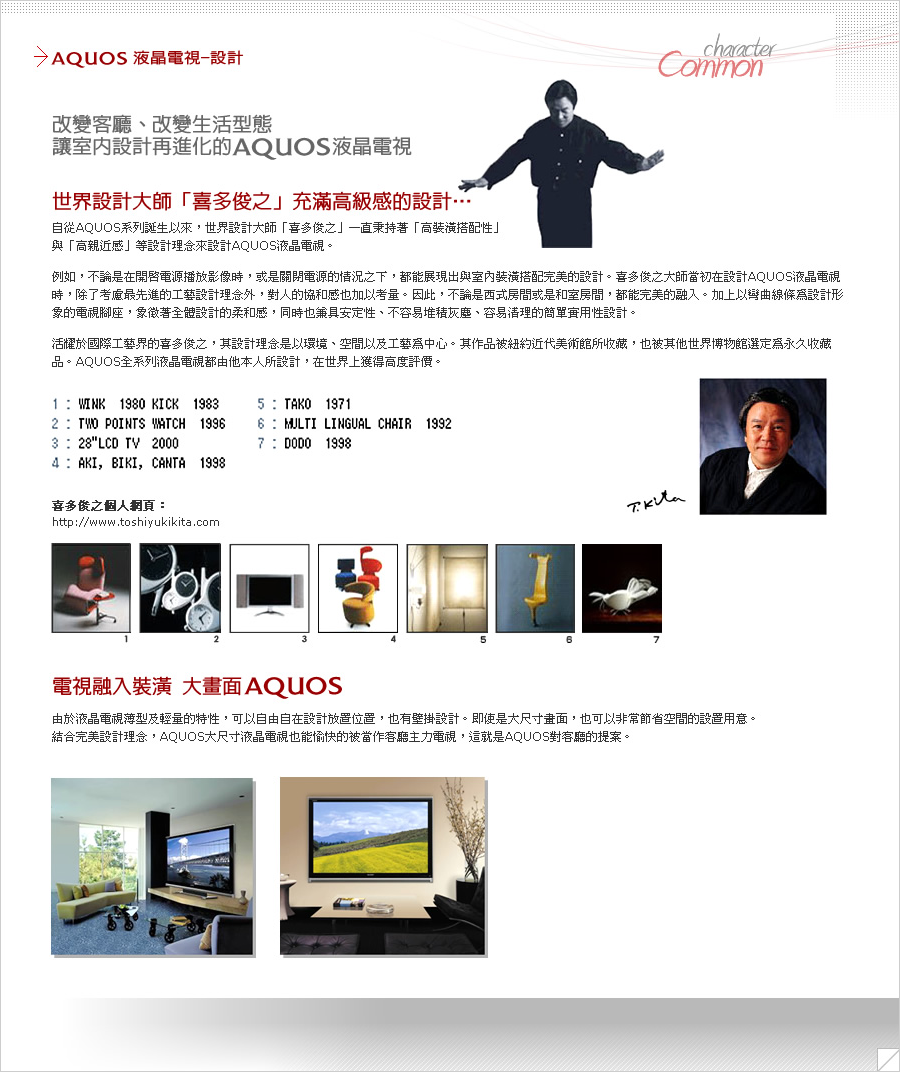 AQUOS 液晶電視-設計
character
Common
改變客廳、改變生活型態
讓室內設計再進化的AQUOS液晶電視
世界設計大師「喜多俊之」充滿高級感的設計…
自從AQUOS系列誕生以來，世界設計大師「喜多俊之」一直秉持著「高裝潢搭配性」
與「高親近感」等設計理念來設計AQUOS液晶電視。
例如，不論是在開啓電源播放影像時，或是關閉電源的情況之下，都能展現出與室內裝潢搭配完美的設計。喜多俊之大師當初在設計AQUOS液晶電視
時，除了考慮最先進的工藝設計理念外，對人的協和感也加以考量。因此，不論是西式房間或是和室房間，都能完美的融入。加上以彎曲線條爲設計形
象的電視腳座，象徵著全體設計的柔和感，同時也兼具安定性、不容易堆積灰塵、容易清理的簡單實用性設計。
活躍於國際工藝界的喜多俊之，其設計理念是以環境、空間以及工藝爲中心。其作品被紐約近代美術館所收藏，也被其他世界博物館選定爲永久收藏
品。AQUOS全系列液晶電視都由他本人所設計，在世界上獲得高度評價。
1 : WINK 1980 KICK 1983
2 : TWO POINTS WATCH 1996
3 : 28"LCD TV 2000
4 : AKI, BIKI, CANTA 1998
5 : TAKO 1971
6 : MULTI LINGUAL CHAIR 1992
7 : DODO 1998
T. Kita
喜多俊之個人網頁：
http://www.toshiyukikita.com
1 2 3 4 5 6 7
電視融入裝潢 大畫面AQUOS
由於液晶電視薄型及輕量的特性，可以自由自在設計放置位置，也有壁掛設計。即使是大尺寸畫面，也可以非常節省空間的設置用意。
結合完美設計理念，AQUOS大尺寸液晶電視也能愉快的被當作客廳主力電視，這就是AQUOS對客廳的提案。